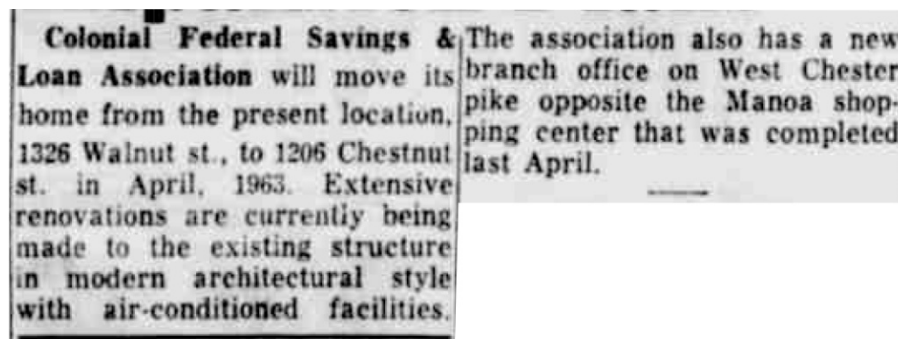 Colonial Federal Savings &
Loan Association will move its
home from the present location,
1326 Walnut st., to 1206 Chestnut
st. in April, 1963. Extensive
renovations are currently being
made to the existing structure
in modern architectural style
with air-conditioned facilities.
The association also has a new
branch office on West Chester
pike opposite the Manoa shop-
ping center that was completed
last April.